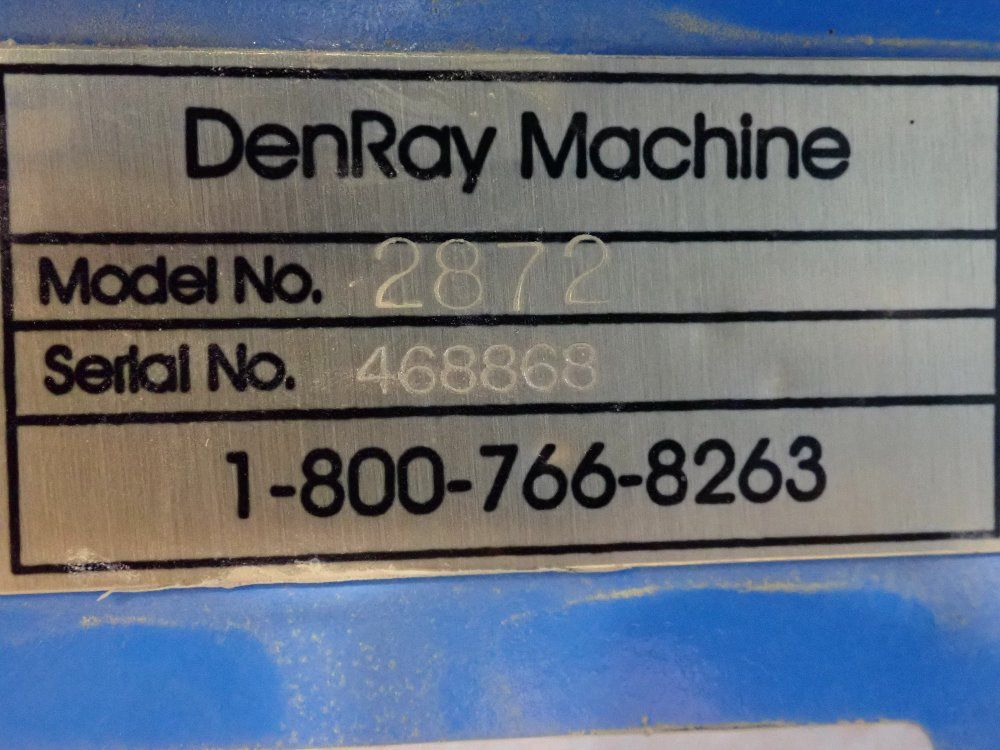 DenRay Machine
Model No. 2872
Serial No. 468868
1-800-766-8263